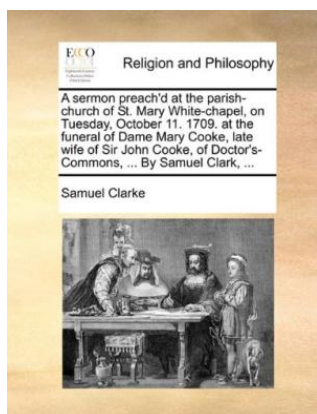 ECCO
Religion and Philosophy
A sermon preach'd at the parish-
church of St. Mary White-chapel, on
Tuesday, October 11. 1709. at the
funeral of Dame Mary Cooke, late
wife of Sir John Cooke, of Doctor's-
Commons, ... By Samuel Clark, ...
Samuel Clarke